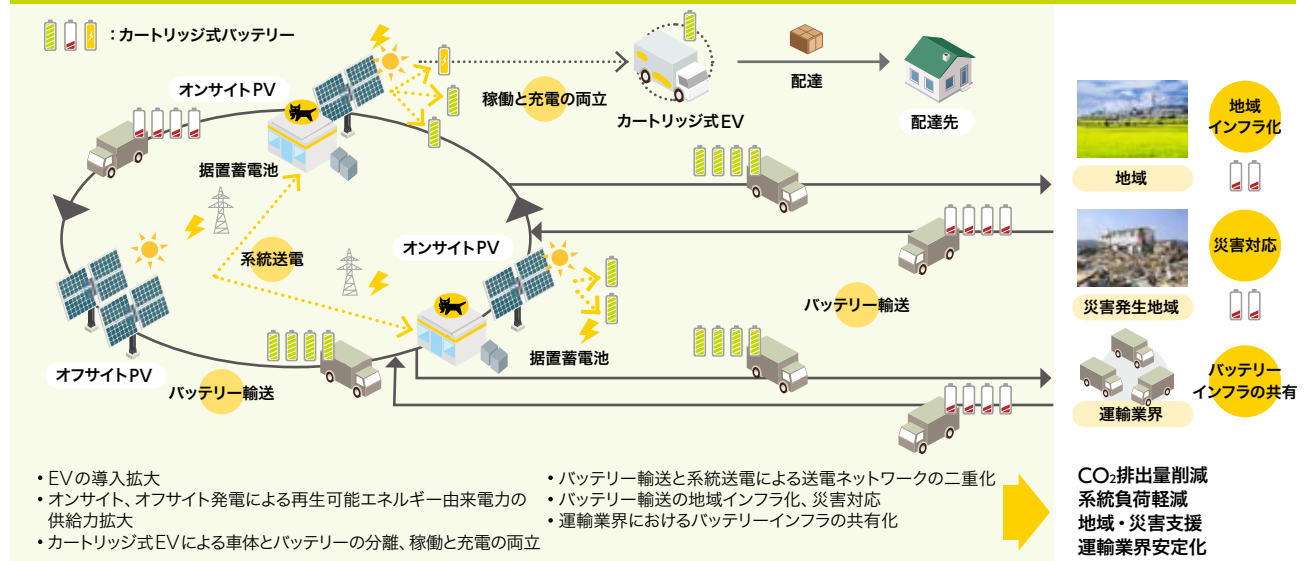 ：カートリッジ式バッテリー
オンサイトPV
稼働と充電の両立
カートリッジ式EV
配達
配達先
据置蓄電池
系統送電
オンサイトPV
据置蓄電池
オフサイトPV
バッテリー輸送
バッテリー輸送
地域
地域
インフラ化
災害発生地域
災害対応
運輸業界
バッテリー
インフラの共有
• EVの導入拡大
• オンサイト、オフサイト発電による再生可能エネルギー由来電力の
供給力拡大
• カートリッジ式EVによる車体とバッテリーの分離、稼働と充電の両立
• バッテリー輸送と系統送電による送電ネットワークの二重化
• バッテリー輸送の地域インフラ化、災害対応
• 運輸業界におけるバッテリーインフラの共有化
CO₂排出量削減
系統負荷軽減
地域・災害支援
運輸業界安定化